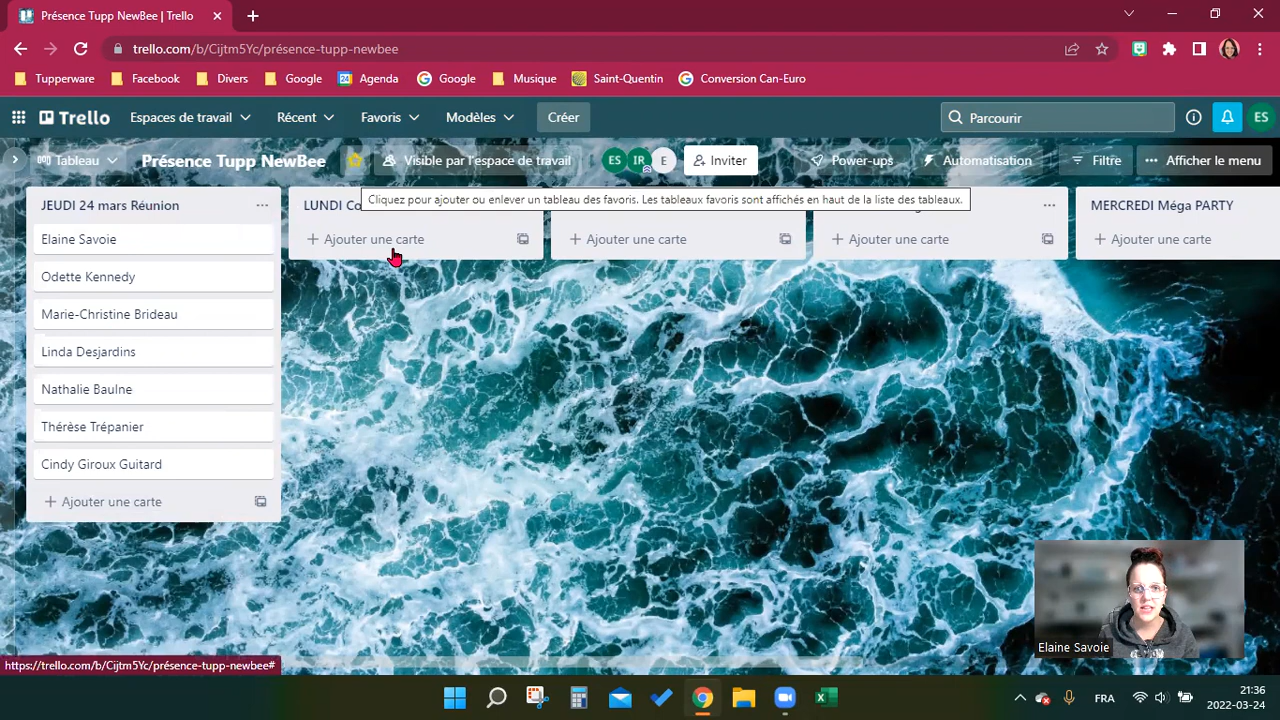 Présence Tupp NewBee | Trello
trello.com/b/Cijtm5Yc/présence-tupp-newbee
Tupperware Facebook Divers Google Agenda Google Musique Saint-Quentin Conversion Can-Euro
Trello Espaces de travail Récent Favoris Modèles Créer Parcourir ES
Tableau Présence Tupp NewBee Visible par l'espace de travail ES IR E Inviter Power-ups Automatisation Filtre Afficher le menu
Cliquez pour ajouter ou enlever un tableau des favoris. Les tableaux favoris sont affichés en haut de la liste des tableaux.
JEUDI 24 mars Réunion
Elaine Savoie
Odette Kennedy
Marie-Christine Brideau
Linda Desjardins
Nathalie Baulne
Thérèse Trépanier
Cindy Giroux Guitard
Ajouter une carte
LUNDI
Ajouter une carte
Ajouter une carte
Ajouter une carte
MERCREDI Méga PARTY
Ajouter une carte
Elaine Savoie
https://trello.com/b/Cijtm5Yc/présence-tupp-newbee#
FRA
21:36
2022-03-24